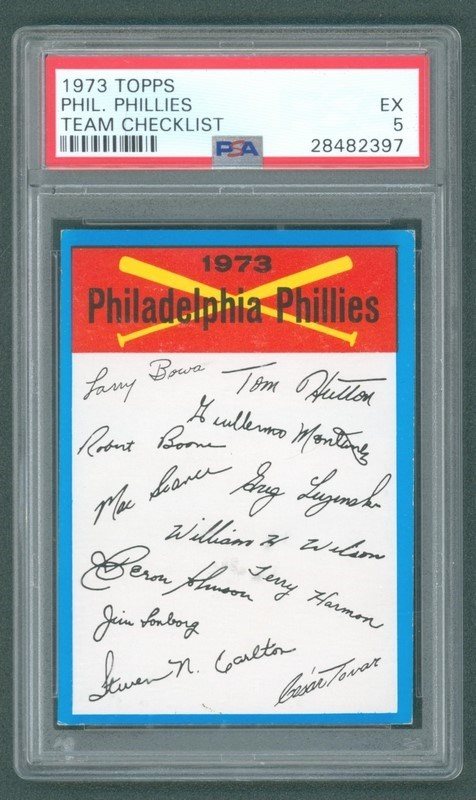 1973 TOPPS
PHIL. PHILLIES EX
TEAM CHECKLIST 5
PSA 28482397
1973
Philadelphia Phillies
Larry Bowa Tom Hutton
Guillermo Montanez
Robert Boone
Mac Scarce Greg Luzinski
William H Wilson
Deron Johnson Terry Harmon
Jim Lonborg
Steven N. Carlton
César Tovar